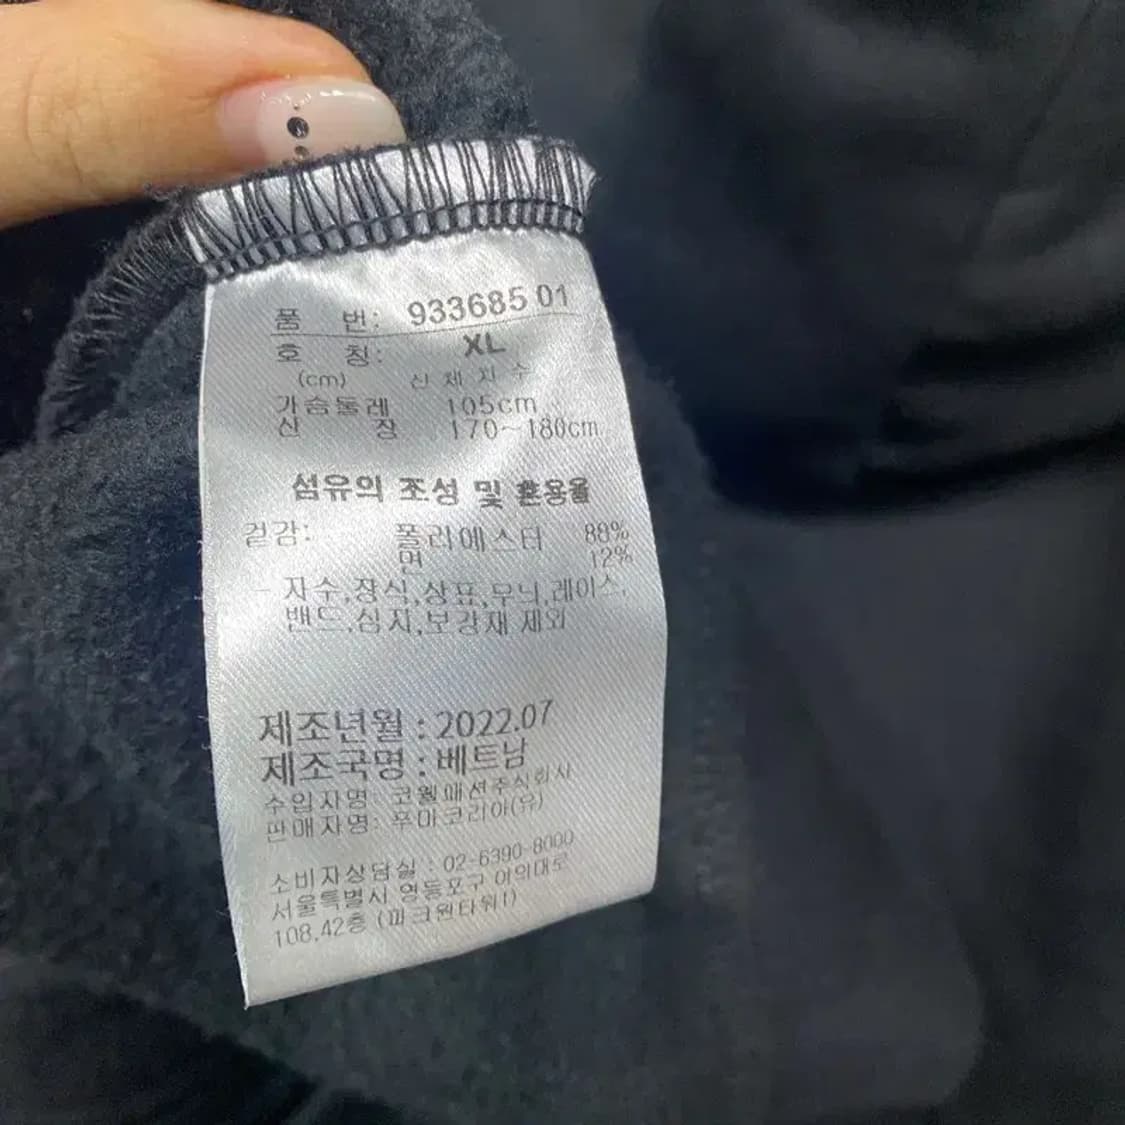 품 번: 933685 01
호 칭: XL
(cm) 신 체 치 수
가슴둘레 105cm
신 장 170~180cm
섬유의 조성 및 혼용율
겉감: 폴리에스터 88%
면 12%
- 자수,장식,상표,무늬,레이스,
밴드,심지,보강재 제외
제조년월 : 2022.07
제조국명 : 베트남
수입자명: 코웰패션주식회사
판매자명: 푸마코리아(유)
소비자상담실 : 02-6390-8000
서울특별시 영등포구 여의대로
108,42층 (파크원타워1)